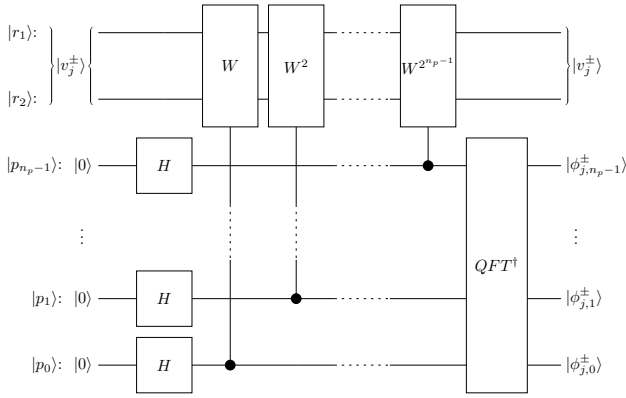 |r₁⟩:
|v_j^±⟩ W W² W^{2^{n_p−1}} |v_j^±⟩
|r₂⟩:
|p_{n_p−1}⟩: |0⟩ H |ϕ^±_{j,n_p−1}⟩
⋮ ⋮
QFT†
|p₁⟩: |0⟩ H |ϕ^±_{j,1}⟩
|p₀⟩: |0⟩ H |ϕ^±_{j,0}⟩